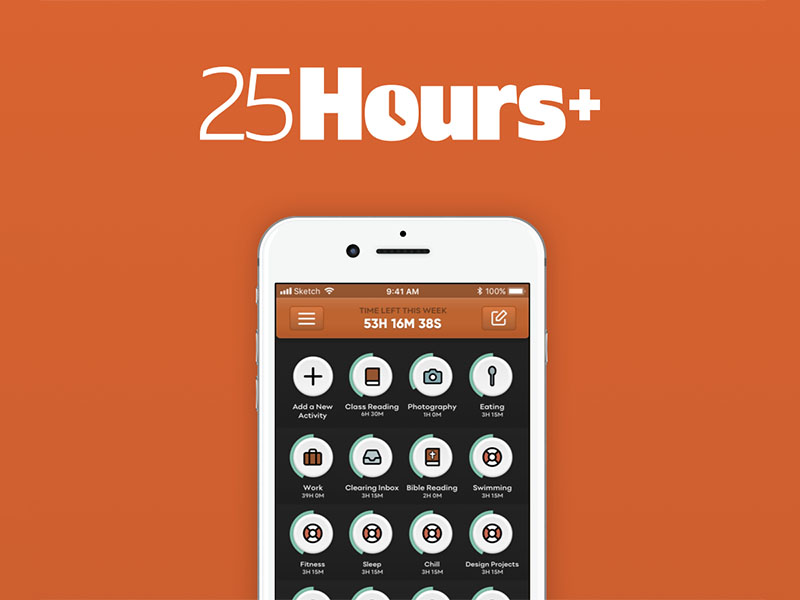 25Hours+
Sketch 9:41 AM 100%
TIME LEFT THIS WEEK
53H 16M 38S
Add a New
Activity
Class Reading
6H 30M
Photography
1H 0M
Eating
3H 15M
Work
39H 0M
Clearing Inbox
3H 15M
Bible Reading
2H 0M
Swimming
3H 15M
Fitness
3H 15M
Sleep
3H 15M
Chill
3H 15M
Design Projects
3H 15M